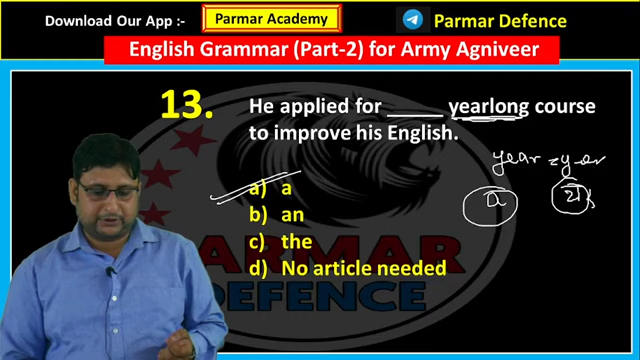 Download Our App :- Parmar Academy Parmar Defence
English Grammar (Part-2) for Army Agniveer
13. He applied for ____ yearlong course
to improve his English.
year =
a) a
b) an
c) the
d) No article needed
PARMAR
DEFENCE